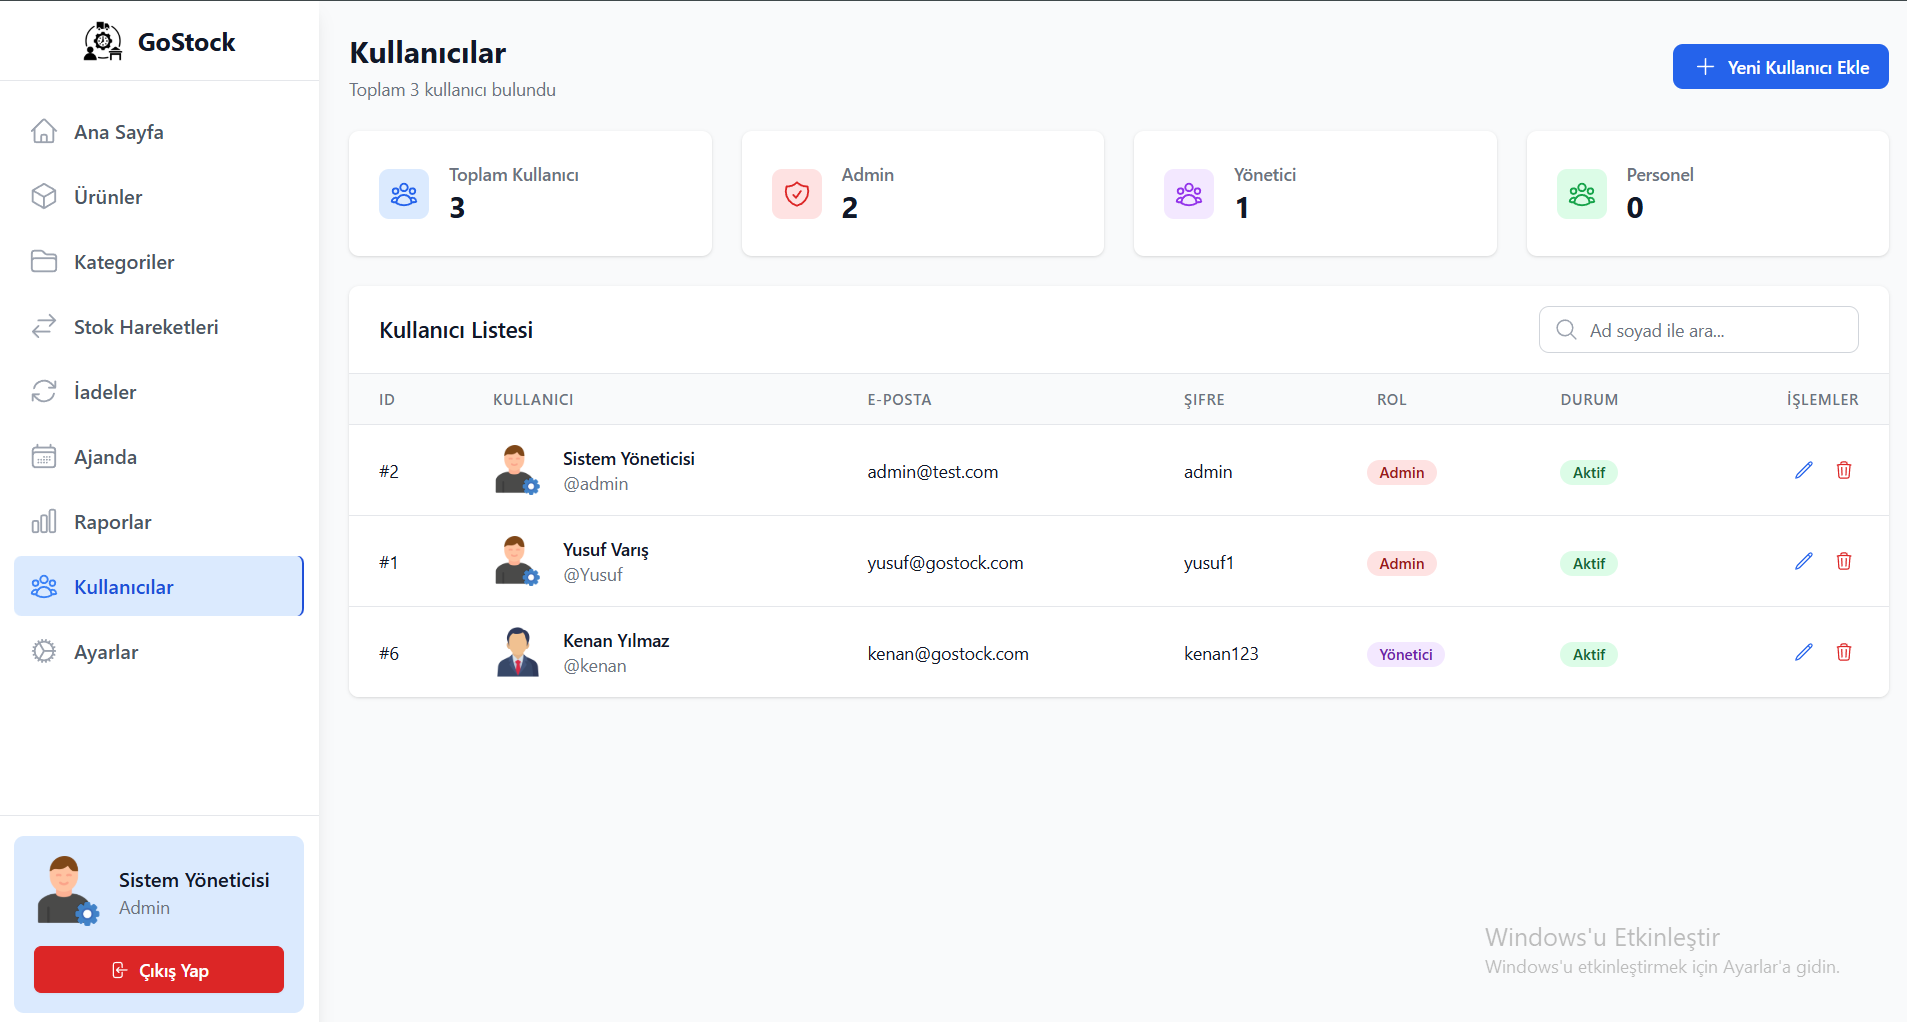 GoStock
Ana Sayfa
Ürünler
Kategoriler
Stok Hareketleri
İadeler
Ajanda
Raporlar
Kullanıcılar
Ayarlar
Sistem Yöneticisi
Admin
Çıkış Yap
Kullanıcılar
Toplam 3 kullanıcı bulundu
Yeni Kullanıcı Ekle
Toplam Kullanıcı
3
Admin
2
Yönetici
1
Personel
0
Kullanıcı Listesi
Ad soyad ile ara...
ID KULLANICI E-POSTA ŞIFRE ROL DURUM İŞLEMLER
#2 Sistem Yöneticisi @admin admin@test.com admin Admin Aktif
#1 Yusuf Varış @Yusuf yusuf@gostock.com yusuf1 Admin Aktif
#6 Kenan Yılmaz @kenan kenan@gostock.com kenan123 Yönetici Aktif
Windows'u Etkinleştir
Windows'u etkinleştirmek için Ayarlar'a gidin.